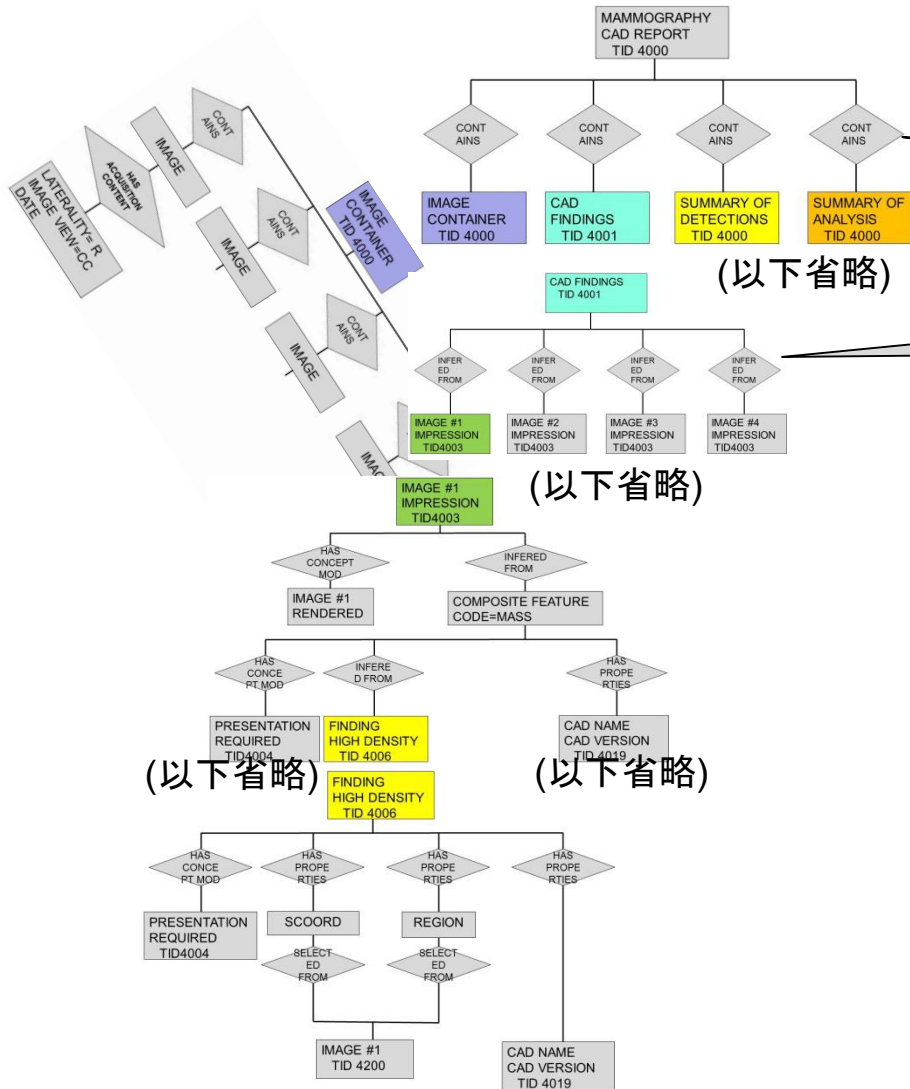 MAMMOGRAPHY
CAD REPORT
TID 4000
CONT
AINS
CONT
AINS
CONT
AINS
CONT
AINS
IMAGE
CONTAINER
TID 4000
CAD
FINDINGS
TID 4001
SUMMARY OF
DETECTIONS
TID 4000
SUMMARY OF
ANALYSIS
TID 4000
(以下省略)
LATERALITY= R
IMAGE VIEW=CC
DATE
HAS
ACQUISITION
CONTENT
IMAGE
CONT
AINS
IMAGE
CONT
AINS
IMAGE
CONT
AINS
IMAGE
IMAGE
CONTAINER
TID 4000
CAD FINDINGS
TID 4001
INFER
ED
FROM
INFER
ED
FROM
INFER
ED
FROM
INFER
ED
FROM
IMAGE #1
IMPRESSION
TID4003
IMAGE #2
IMPRESSION
TID4003
IMAGE #3
IMPRESSION
TID4003
IMAGE #4
IMPRESSION
TID4003
(以下省略)
IMAGE #1
IMPRESSION
TID4003
HAS
CONCEPT
MOD
INFERED
FROM
IMAGE #1
RENDERED
COMPOSITE FEATURE
CODE=MASS
HAS
CONCE
PT MOD
INFERE
D FROM
HAS
PROPE
RTIES
PRESENTATION
REQUIRED
TID4004
FINDING
HIGH DENSITY
TID 4006
CAD NAME
CAD VERSION
TID 4019
(以下省略)
(以下省略)
FINDING
HIGH DENSITY
TID 4006
HAS
CONCE
PT MOD
HAS
PROPE
RTIES
HAS
PROPE
RTIES
HAS
PROPE
RTIES
PRESENTATION
REQUIRED
TID4004
SCOORD
REGION
SELECT
ED
FROM
SELECT
ED
FROM
IMAGE #1
TID 4200
CAD NAME
CAD VERSION
TID 4019